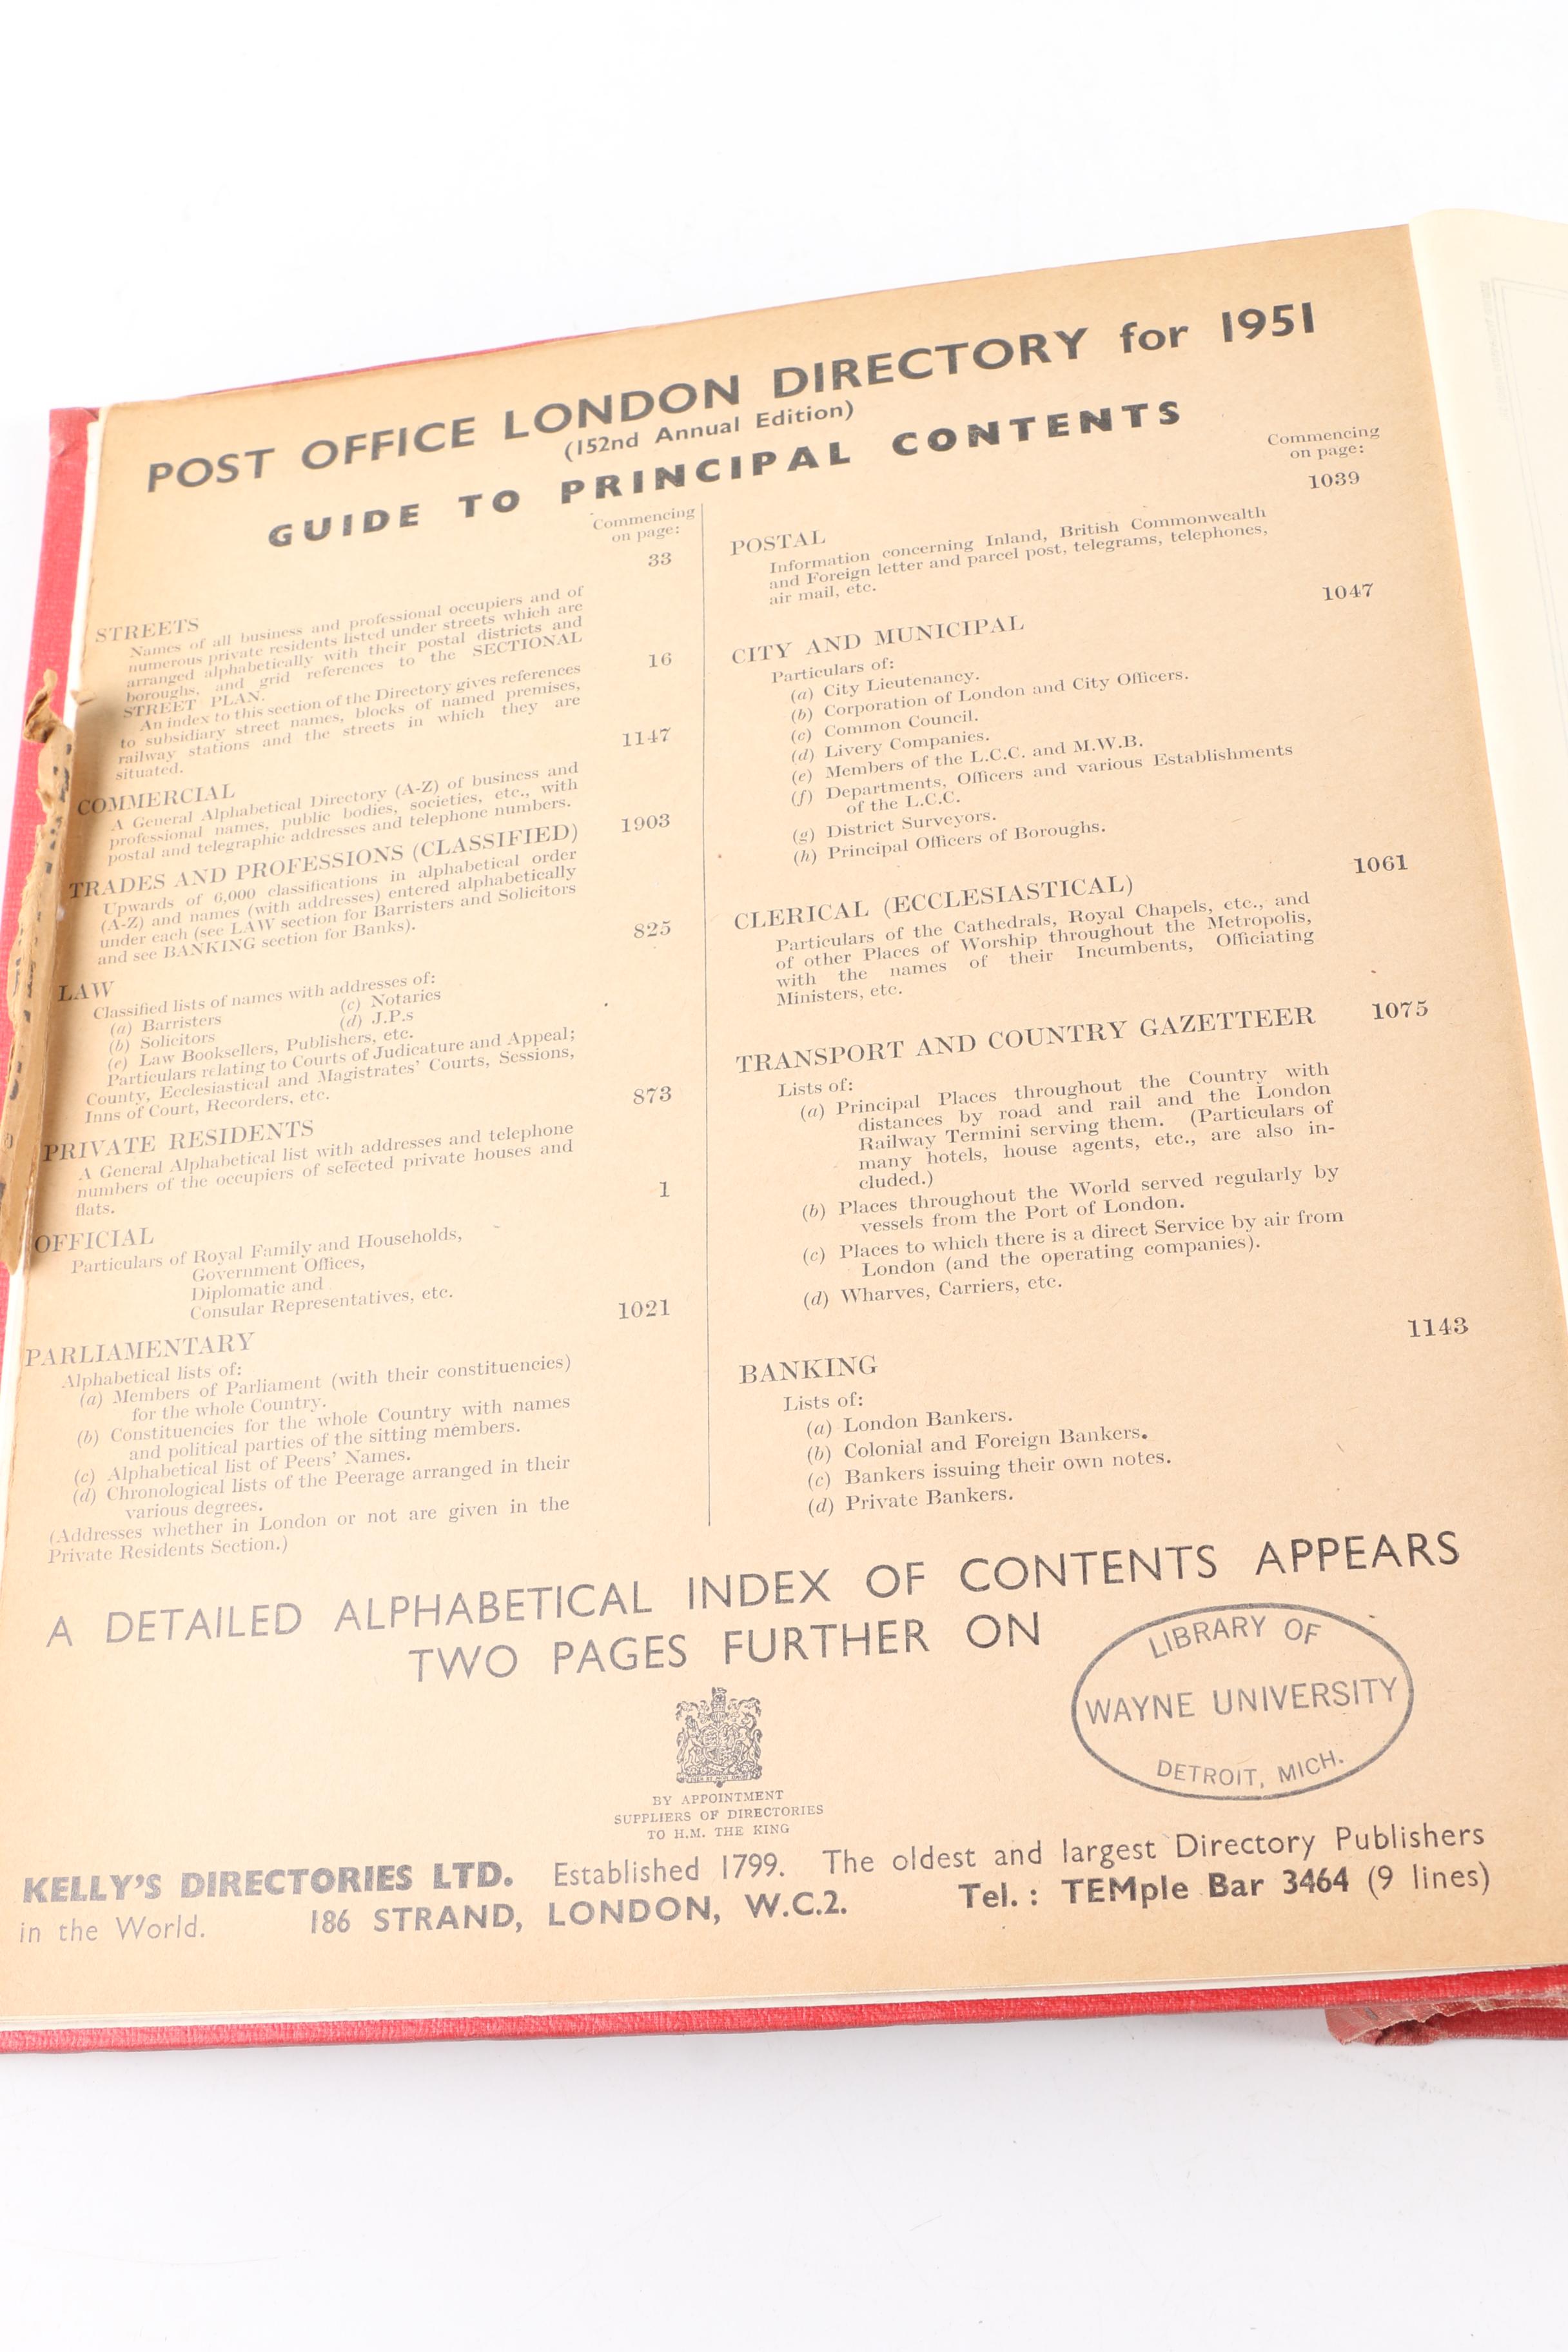 POST OFFICE LONDON DIRECTORY for 1951
(152nd Annual Edition)
GUIDE TO PRINCIPAL CONTENTS
Commencing
on page:
STREETS 33
Names of all business and professional occupiers and of
numerous private residents listed under streets which are
arranged alphabetically with their postal districts and
boroughs, and grid references to the SECTIONAL
STREET PLAN.
An index to this section of the Directory gives references 16
to subsidiary street names, blocks of named premises,
railway stations and the streets in which they are
situated.
COMMERCIAL 1147
A General Alphabetical Directory (A-Z) of business and
professional names, public bodies, societies, etc., with
postal and telegraphic addresses and telephone numbers.
TRADES AND PROFESSIONS (CLASSIFIED) 1903
Upwards of 6,000 classifications in alphabetical order
(A-Z) and names (with addresses) entered alphabetically
under each (see LAW section for Barristers and Solicitors
and see BANKING section for Banks).
LAW 825
Classified lists of names with addresses of:
(a) Barristers (c) Notaries
(b) Solicitors (d) J.P.s
(e) Law Booksellers, Publishers, etc.
Particulars relating to Courts of Judicature and Appeal;
County, Ecclesiastical and Magistrates' Courts, Sessions,
Inns of Court, Recorders, etc.
PRIVATE RESIDENTS 873
A General Alphabetical list with addresses and telephone
numbers of the occupiers of selected private houses and
flats.
OFFICIAL 1
Particulars of Royal Family and Households,
Government Offices,
Diplomatic and
Consular Representatives, etc.
PARLIAMENTARY 1021
Alphabetical lists of:
(a) Members of Parliament (with their constituencies)
for the whole Country.
(b) Constituencies for the whole Country with names
and political parties of the sitting members.
(c) Alphabetical list of Peers' Names.
(d) Chronological lists of the Peerage arranged in their
various degrees.
(Addresses whether in London or not are given in the
Private Residents Section.)
Commencing
on page:
POSTAL 1039
Information concerning Inland, British Commonwealth
and Foreign letter and parcel post, telegrams, telephones,
air mail, etc.
CITY AND MUNICIPAL 1047
Particulars of:
(a) City Lieutenancy.
(b) Corporation of London and City Officers.
(c) Common Council.
(d) Livery Companies.
(e) Members of the L.C.C. and M.W.B.
(f) Departments, Officers and various Establishments
of the L.C.C.
(g) District Surveyors.
(h) Principal Officers of Boroughs.
CLERICAL (ECCLESIASTICAL) 1061
Particulars of the Cathedrals, Royal Chapels, etc., and
of other Places of Worship throughout the Metropolis,
with the names of their Incumbents, Officiating
Ministers, etc.
TRANSPORT AND COUNTRY GAZETTEER 1075
Lists of:
(a) Principal Places throughout the Country with
distances by road and rail and the London
Railway Termini serving them. (Particulars of
many hotels, house agents, etc., are also in-
cluded.)
(b) Places throughout the World served regularly by
vessels from the Port of London.
(c) Places to which there is a direct Service by air from
London (and the operating companies).
(d) Wharves, Carriers, etc.
BANKING 1143
Lists of:
(a) London Bankers.
(b) Colonial and Foreign Bankers.
(c) Bankers issuing their own notes.
(d) Private Bankers.
A DETAILED ALPHABETICAL INDEX OF CONTENTS APPEARS
TWO PAGES FURTHER ON
LIBRARY OF
WAYNE UNIVERSITY
DETROIT, MICH.
BY APPOINTMENT
SUPPLIERS OF DIRECTORIES
TO H.M. THE KING
KELLY'S DIRECTORIES LTD. Established 1799. The oldest and largest Directory Publishers
in the World. 186 STRAND, LONDON, W.C.2. Tel.: TEMple Bar 3464 (9 lines)